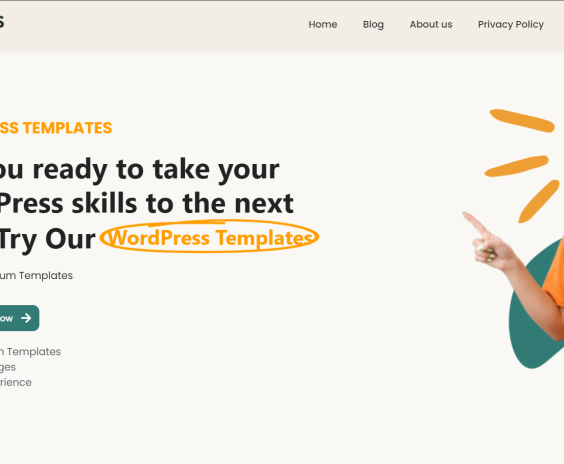 S
Home Blog About us Privacy Policy
SS TEMPLATES
ou ready to take your
Press skills to the next
Try Our WordPress Templates
um Templates
ow
n Templates
ges
rience